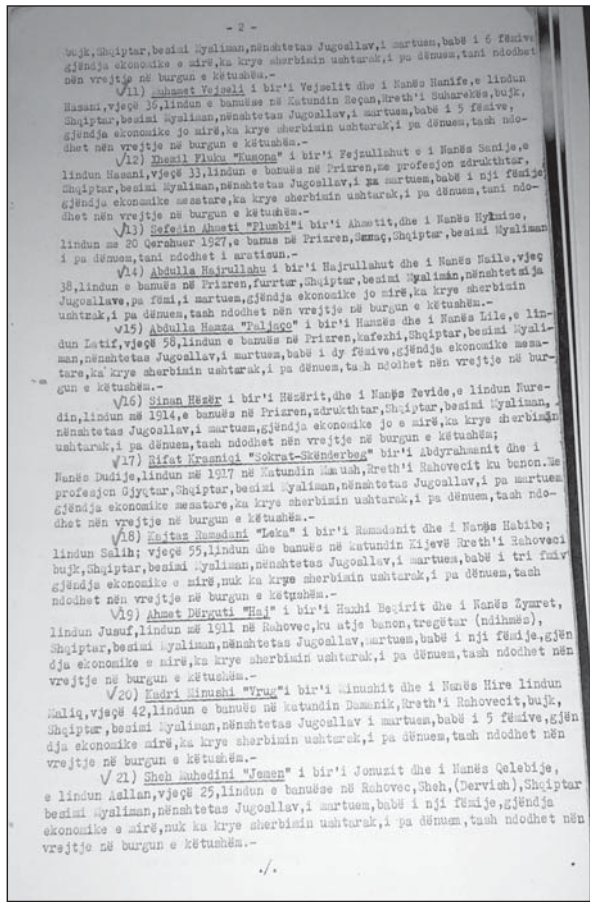 - 2 -
bujk,Shqiptar,besimi Mysliman,nënshtetas Jugosllav,i martuem,babë i 6 fëmive
gjëndja ekonomike e mirë,ka krye sherbimin ushtarak,i pa dënuem,tani ndodhet
nën vrejtje në burgun e këtushëm.-
√11) Muhamet Vejseli i bir'i Vejselit dhe i Nanës Hanife,e lindun
Hasani,vjeçë 36,lindun e banuëse në Katundin Reçan,Rreth'i Suharekës,bujk,
Shqiptar,besimi Mysliman,nënshtetas Jugosllav,i martuem,babë i 5 fëmive,
gjëndja ekonomike jo mirë,ka krye sherbimin ushtarak,i pa dënuem,tash ndo-
dhet nën vrejtje në burgun e këtushëm.-
√12) Xhemil Fluku "Kumona" i bir'i Fejzullahut e i Nanës Sanije,e
lindun Hasani,vjeçë 33,lindun e banuës në Prizren,me profesjon zdrukthtar,
Shqiptar,besimi Mysliman,nënshtetas Jugosllav,i martuem,babë i nji fëmije
gjëndja ekonomike mesatare,ka krye sherbimin ushtarak,i pa dënuem,tani ndo-
dhet nën vrejtje në burgun e këtushëm.-
√13) Sefedin Ahmeti "Plumbi" i bir'i Ahmetit,dhe i Nanës Hylmise,
lindun me 20 Qershuer 1927,e banus në Prizren,Shqiptar,besimi Mysliman
i pa dënuem,tani ndodhet i aratisun.-
√14) Abdulla Hajrullahu i bir'i Hajrullahut dhe i Nanës Naile,vjeç
38,lindun e banuës në Prizren,furrtar,Shqiptar,besimi Myslimin,nënshtetsija
Jugosllave,pa fëmi,i martuem,gjëndja ekonomike jo mirë,ka krye sherbimin
ushtrak,i pa dënuem,tash ndodhet nën vrejtje në burgun e këtushëm.-
√15) Abdulla Hamza "Paljaço" i bir'i Hamzës dhe i Nanës Lile,e lin-
dun Latif,vjeçë 58,lindun e banuës në Prizren,kafexhi,Shqiptar,besimi Mysli-
man,nënshtetas Jugosllav,i martuem,babë i dy fëmive,gjëndja ekonomike mesa-
tare,ka krye sherbimin ushtarak,i pa dënuem,tash ndodhet nën vrejtje në bur-
gun e këtushëm.-
√16) Sinan Hëzër i bir'i Hëzërit,dhe i Nanës Tevide,e lindun Nure-
din,lindun më 1914,e banuës në Prizren,zdrukthtar,Shqiptar,besimi Mysliman,
nënshtetas Jugosllav,i martuem,gjëndja ekonomike jo e mirë,ka krye sherbimin
ushtarak,i pa dënuem,tash ndodhet nën vrejtje në burgun e këtushëm;
√17) Rifat Krasniqi "Sokrat-Skënderbeg" bir'i Abdyrahmanit dhe i
Nanës Dudije,lindun më 1917 në Katundin Rreth'i Rahovecit ku banon.Me
profesjon Gjyqtar,Shqiptar,besimi Mysliman,nënshtetas Jugosllav,i pa martuem
gjëndja ekonomike mesatare,ka krye sherbimin ushtarak,i pa dënuem,tash ndo-
dhet nën vrejtje në burgun e këtushëm.-
√18) Kajtaz Ramadani "Leka" i bir'i Ramadanit dhe i Nanës Habibe;
lindun Salih; vjeçë 55,lindun dhe banuës në katundin Kijevë Rreth'i Rahoveci
bujk,Shqiptar,besimi Mysliman,nënshtetas Jugosllav,i martuem,babë i tri fmiv
gjëndja ekonomike e mirë,nuk ka krye sherbimin ushtarak,i pa dënuem,tash
ndodhet nën vrejtje në burgun e këtushëm.-
√19) Ahmet Dërguti "Haj" i bir'i Haxhi Beqirit dhe i Nanës Zymret,
lindun Jusuf,lindun më 1911 në Rahovec,ku atje banon,tregëtar (ndihmës),
Shqiptar,besimi Mysliman,nënshtetas Jugosllav,martuem,babë i nji fëmije,gjën
dja ekonomike e mirë,ka krye sherbimin ushtarak,i pa dënuem,tash ndodhet nën
vrejtje në burgun e këtushëm.-
√20) Kadri Minushi "Vrug"i bir'i Minushit dhe i Nanës Hire lindun
Maliq,vjeçë 42,lindun e banuës në katundin Damanik,Rreth'i Rahovecit,bujk,
Shqiptar,besimi Mysliman,nënshtetas Jugosllav i martuem,babë i 5 fëmive,gjën
dja ekonomike mirë,ka krye sherbimin ushtarak,i pa dënuem,tash ndodhet nën
vrejtje në burgun e këtushëm.-
√ 21) Sheh Muhedini "Jemen" i bir'i Jonuzit dhe i Nanës Qelebije,
e lindun Asllan,vjeçë 25,lindun e banuëse në Rahovec,Sheh,(Dervish),Shqiptar
besimi Mysliman,nënshtetas Jugosllav,i martuem,babë i nji fëmije,gjëndja
ekonomike e mirë,nuk ka krye sherbimin ushtarak,i pa dënuem,tash ndodhet nën
vrejtje në burgun e këtushëm.-
./.